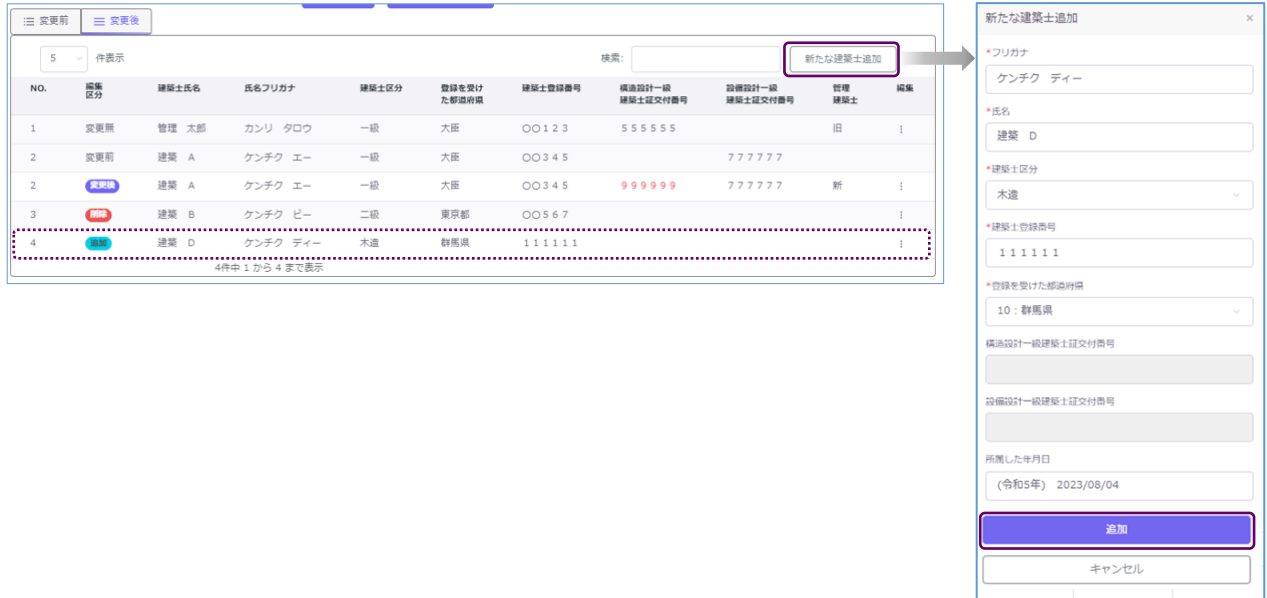 変更前 変更後
5 件表示 検索: 新たな建築士追加
NO. 編集区分 建築士氏名 氏名フリガナ 建築士区分 登録を受けた都道府県 建築士登録番号 構造設計一級建築士証交付番号 設備設計一級建築士証交付番号 管理建築士 編集
1 変更無 管理 太郎 カンリ タロウ 一級 大臣 〇〇123 555555 旧
2 変更前 建築 A ケンチク エー 一級 大臣 〇〇345 777777
2 変更後 建築 A ケンチク エー 一級 大臣 〇〇345 999999 777777 新
3 削除 建築 B ケンチク ビー 二級 東京都 〇〇567
4 追加 建築 D ケンチク ディー 木造 群馬県 111111
4件中 1 から 4 まで表示
新たな建築士追加 ×
*フリガナ
ケンチク ディー
*氏名
建築 D
*建築士区分
木造
*建築士登録番号
111111
*登録を受けた都道府県
10:群馬県
構造設計一級建築士証交付番号
設備設計一級建築士証交付番号
所属した年月日
(令和5年) 2023/08/04
追加
キャンセル